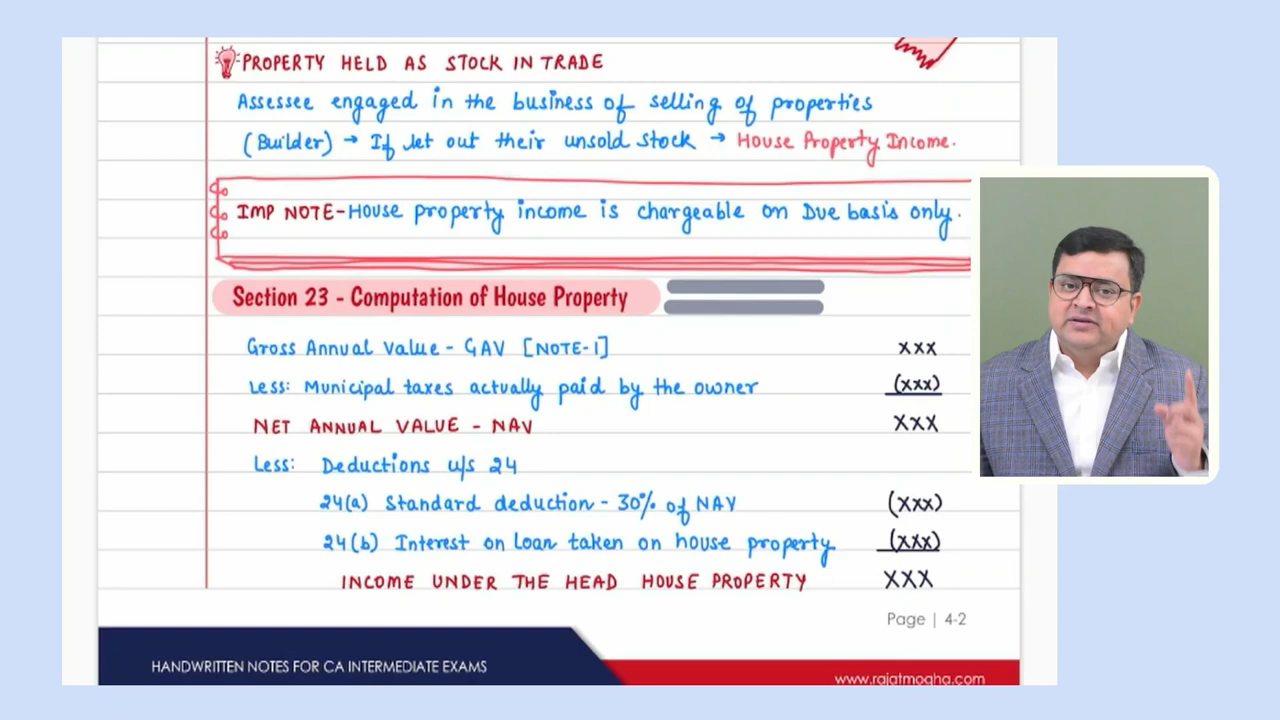 PROPERTY HELD AS STOCK IN TRADE
Assessee engaged in the business of selling of properties
(Builder) → If let out their unsold stock → House Property Income.
IMP NOTE-House property income is chargeable on Due basis only.
Section 23 - Computation of House Property
Gross Annual Value - GAV [NOTE-1] XXX
Less: Municipal taxes actually paid by the owner (XXX)
NET ANNUAL VALUE - NAV XXX
Less: Deductions u/s 24
24(a) Standard deduction - 30% of NAV (XXX)
24(b) Interest on loan taken on house property (XXX)
INCOME UNDER THE HEAD HOUSE PROPERTY XXX
Page | 4-2
HANDWRITTEN NOTES FOR CA INTERMEDIATE EXAMS
www.rajatmogha.com